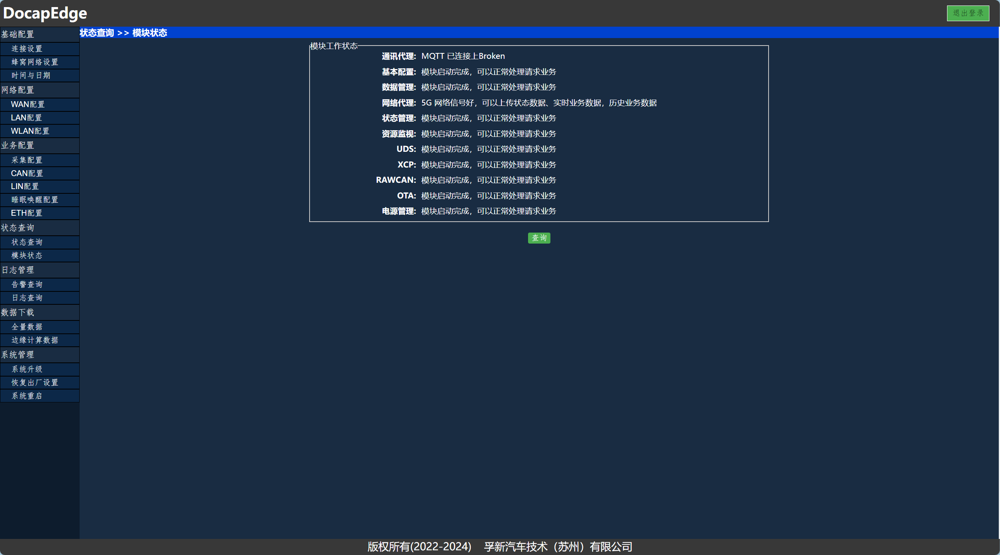 DocapEdge
退出登录
基础配置
连接设置
蜂窝网络设置
时间与日期
网络配置
WAN配置
LAN配置
WLAN配置
业务配置
采集配置
CAN配置
LIN配置
睡眠唤醒配置
ETH配置
状态查询
状态查询
模块状态
日志管理
告警查询
日志查询
数据下载
全量数据
边缘计算数据
系统管理
系统升级
恢复出厂设置
系统重启
状态查询 >> 模块状态
模块工作状态
通讯代理: MQTT 已连接上Broken
基本配置: 模块启动完成，可以正常处理请求业务
数据管理: 模块启动完成，可以正常处理请求业务
网络代理: 5G 网络信号好，可以上传状态数据、实时业务数据，历史业务数据
状态管理: 模块启动完成，可以正常处理请求业务
资源监视: 模块启动完成，可以正常处理请求业务
UDS: 模块启动完成，可以正常处理请求业务
XCP: 模块启动完成，可以正常处理请求业务
RAWCAN: 模块启动完成，可以正常处理请求业务
OTA: 模块启动完成，可以正常处理请求业务
电源管理: 模块启动完成，可以正常处理请求业务
查询
版权所有(2022-2024) 孚新汽车技术（苏州）有限公司